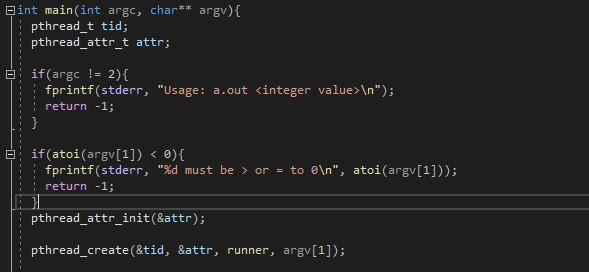 int main(int argc, char** argv){
pthread_t tid;
pthread_attr_t attr;
if(argc != 2){
fprintf(stderr, "Usage: a.out <integer value>\n");
return -1;
}
if(atoi(argv[1]) < 0){
fprintf(stderr, "%d must be > or = to 0\n", atoi(argv[1]));
return -1;
}
pthread_attr_init(&attr);
pthread_create(&tid, &attr, runner, argv[1]);